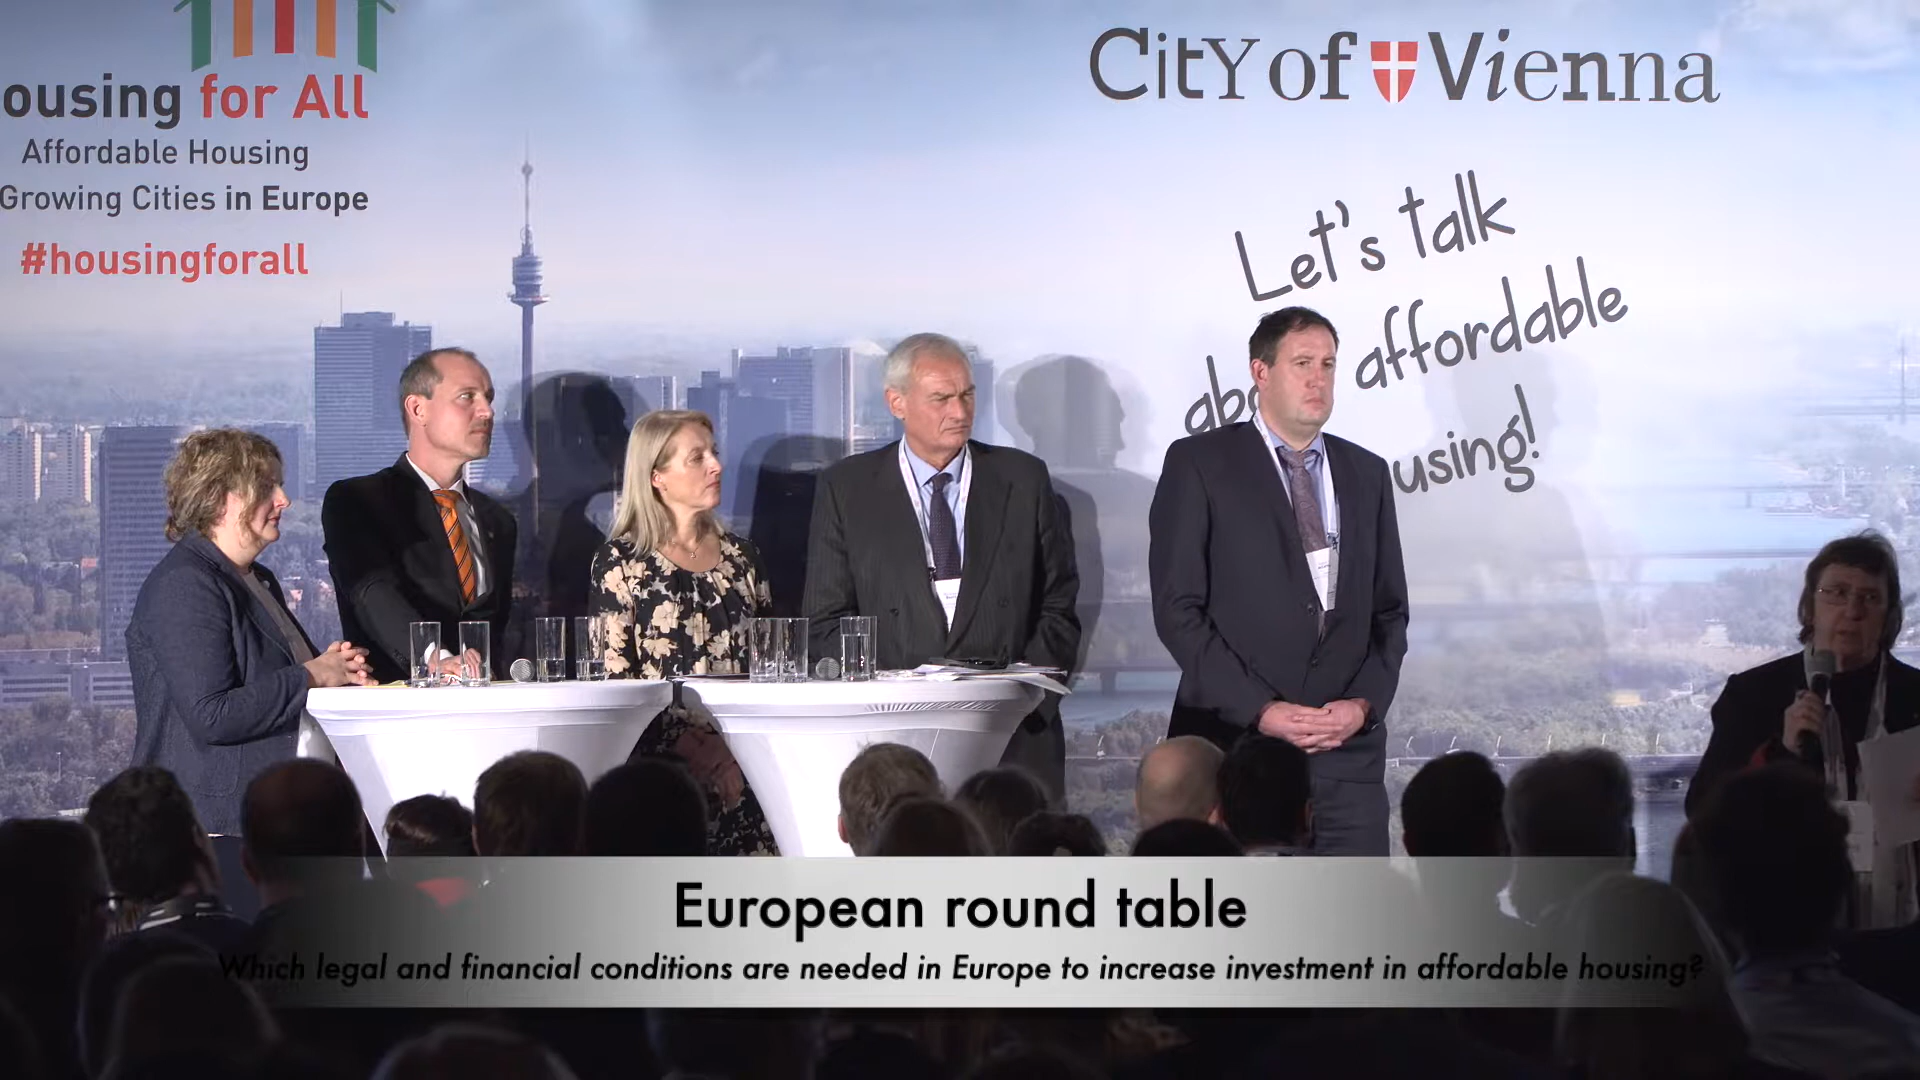 ousing for All
Affordable Housing
Growing Cities in Europe
#housingforall
CitY of Vienna
Let's talk
abo affordable
using!
European round table
Which legal and financial conditions are needed in Europe to increase investment in affordable housing?